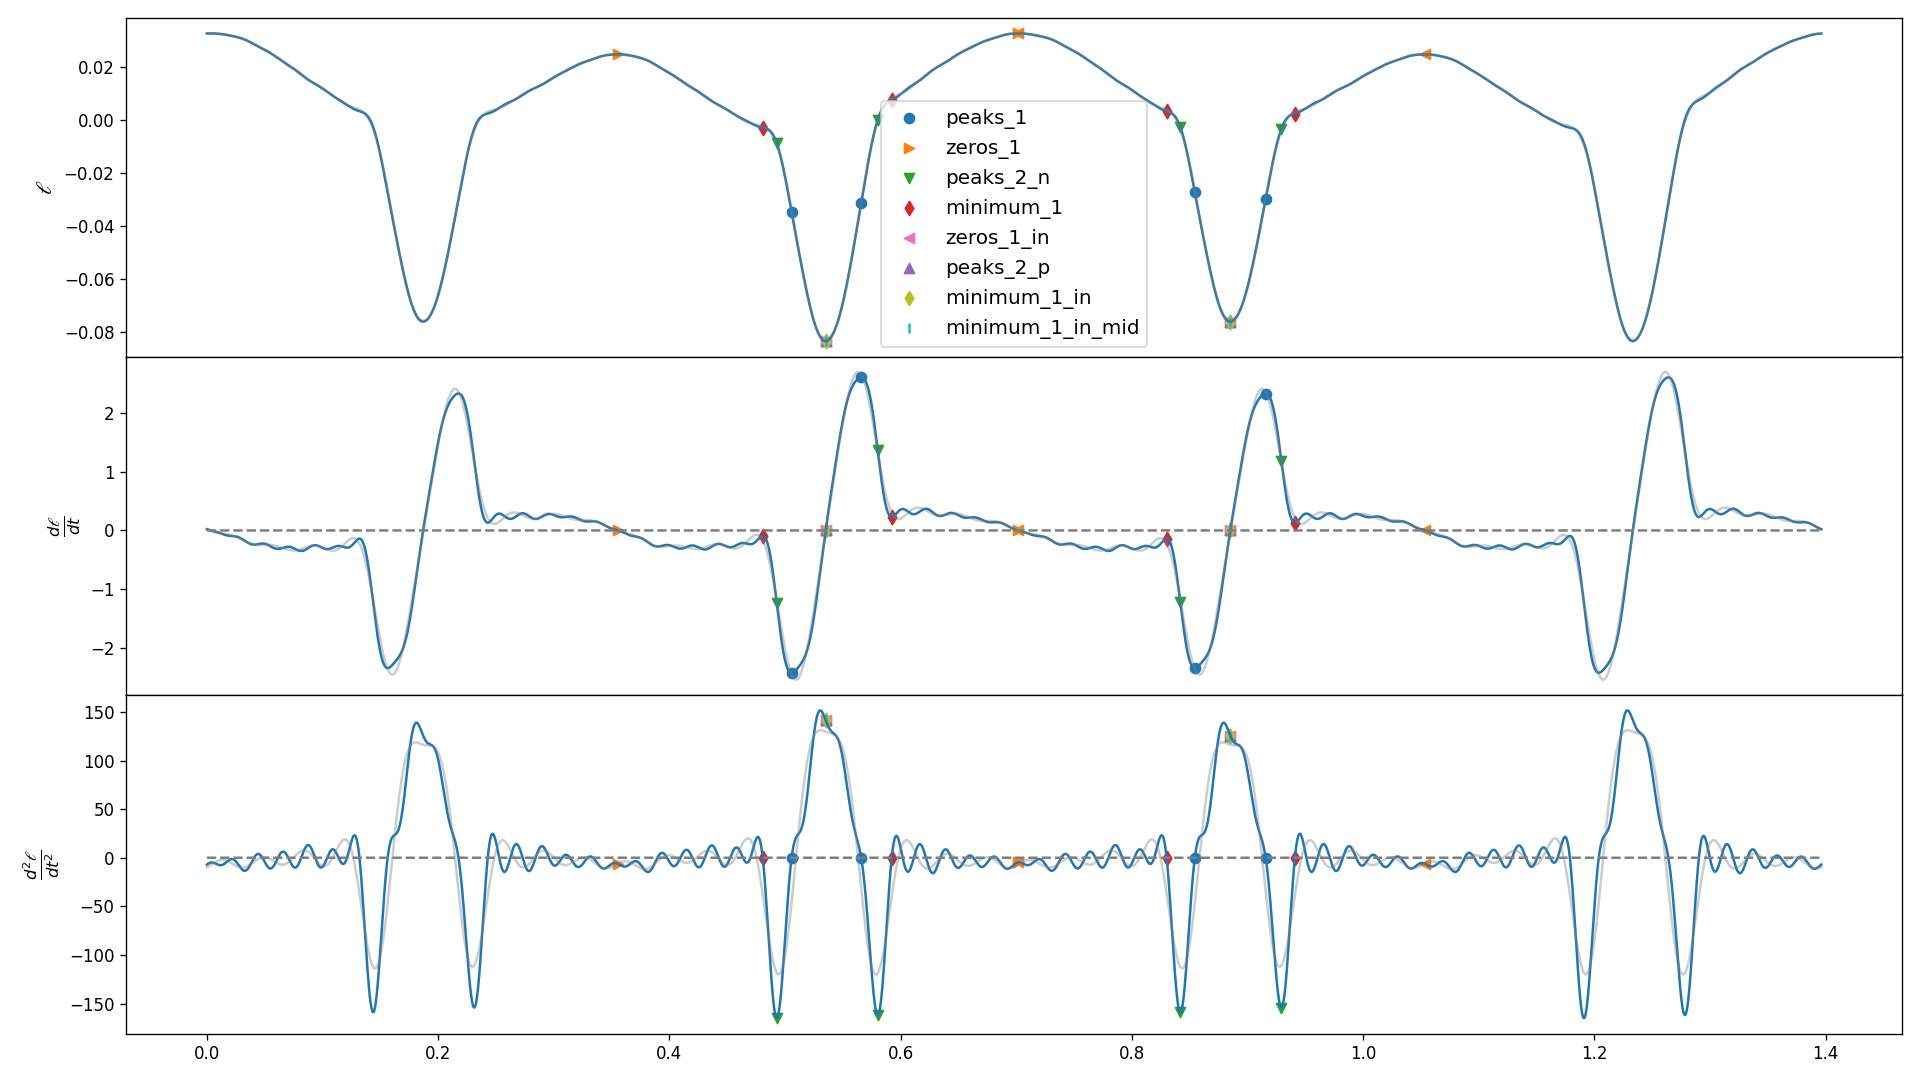 0.02
0.00
−0.02
−0.04
−0.06
−0.08
ℓ
peaks_1
zeros_1
peaks_2_n
minimum_1
zeros_1_in
peaks_2_p
minimum_1_in
minimum_1_in_mid
2
1
0
−1
−2
dℓ
dt
150
100
50
0
−50
−100
−150
d²ℓ
dt²
0.0 0.2 0.4 0.6 0.8 1.0 1.2 1.4